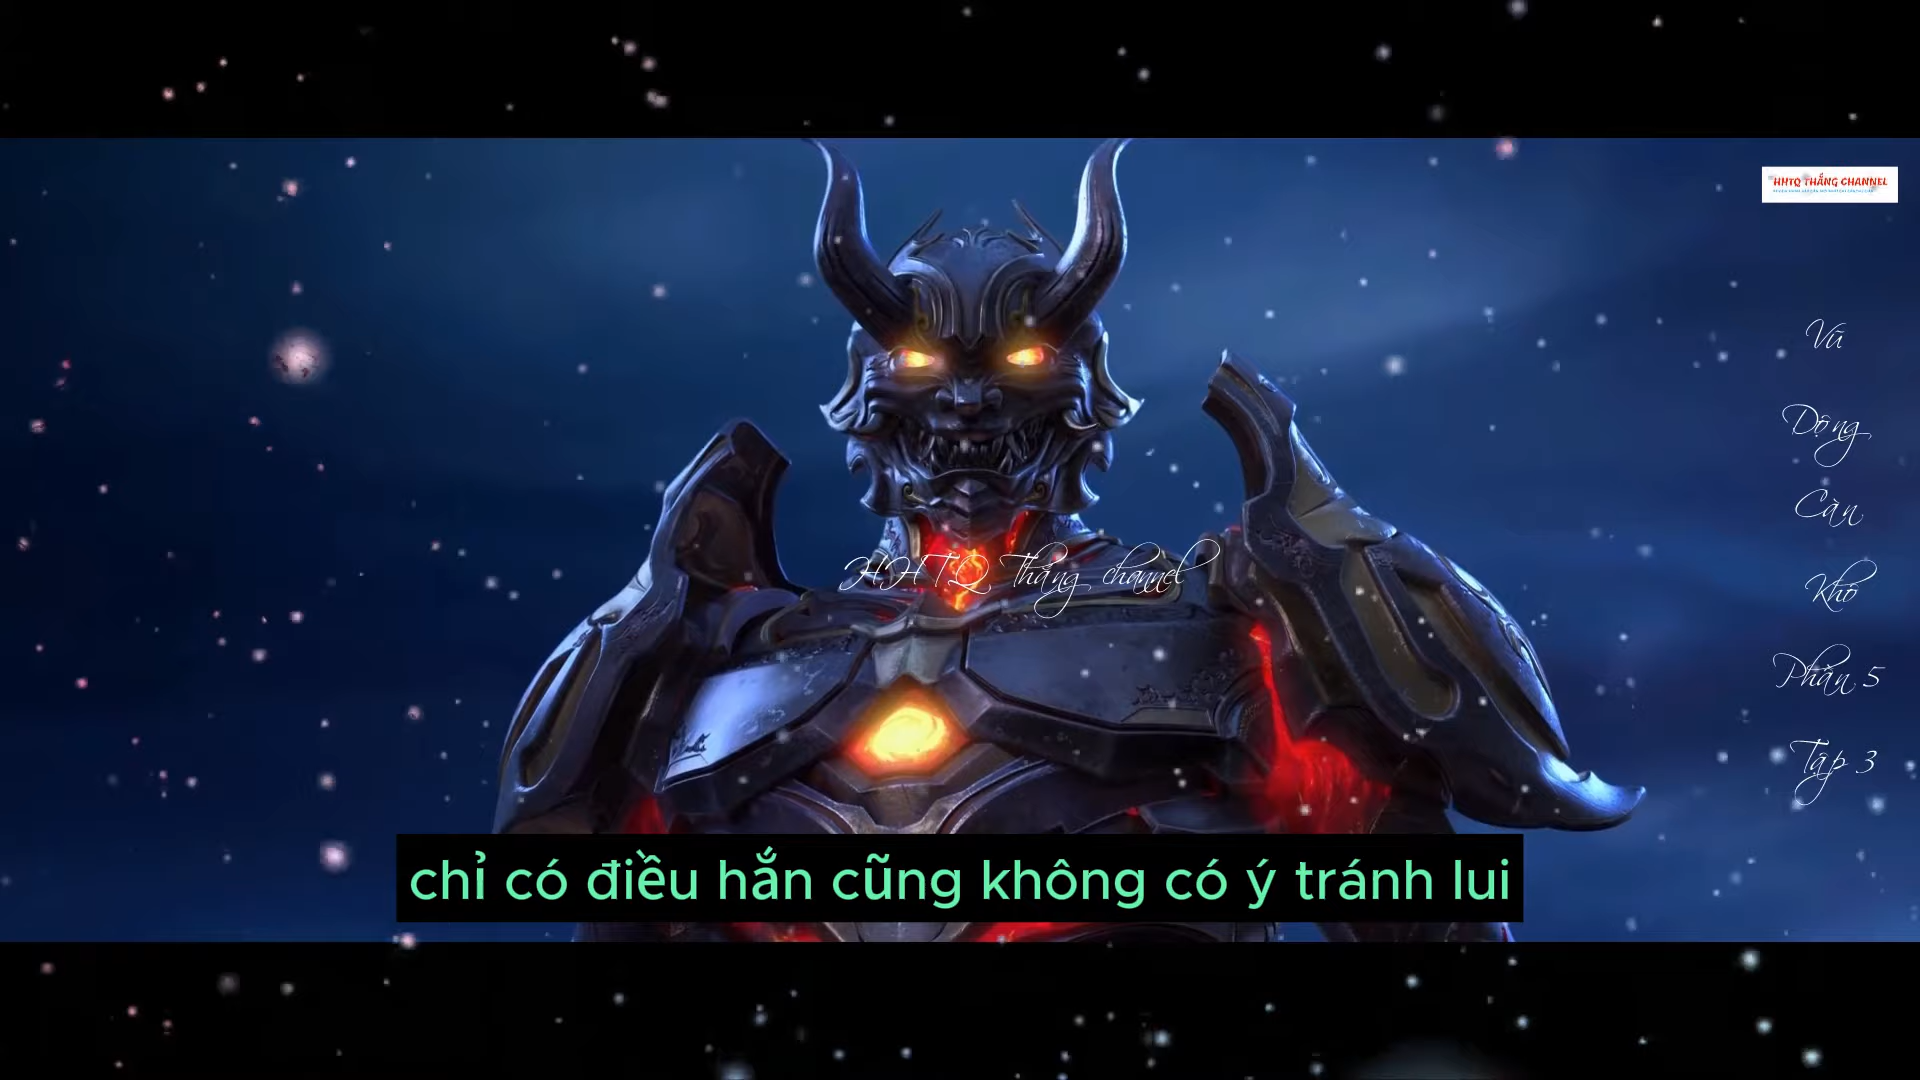 HHTQ THẮNG CHANNEL
Vũ
Động
Càn
Khô
Phần 5
Tập 3
HHTQ Thắng channel
chỉ có điều hắn cũng không có ý tránh lui